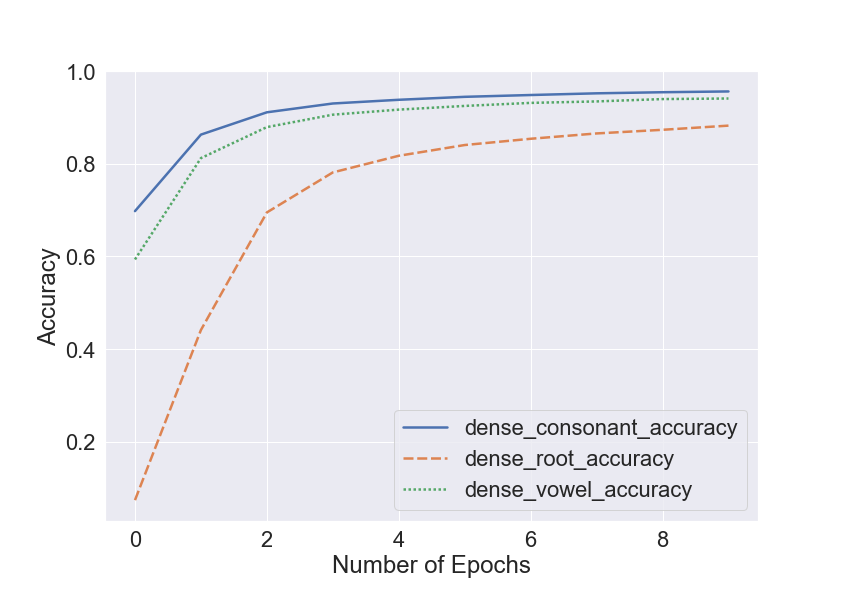 1.0
0.8
0.6
0.4
0.2
Accuracy
dense_consonant_accuracy
dense_root_accuracy
dense_vowel_accuracy
0 2 4 6 8
Number of Epochs